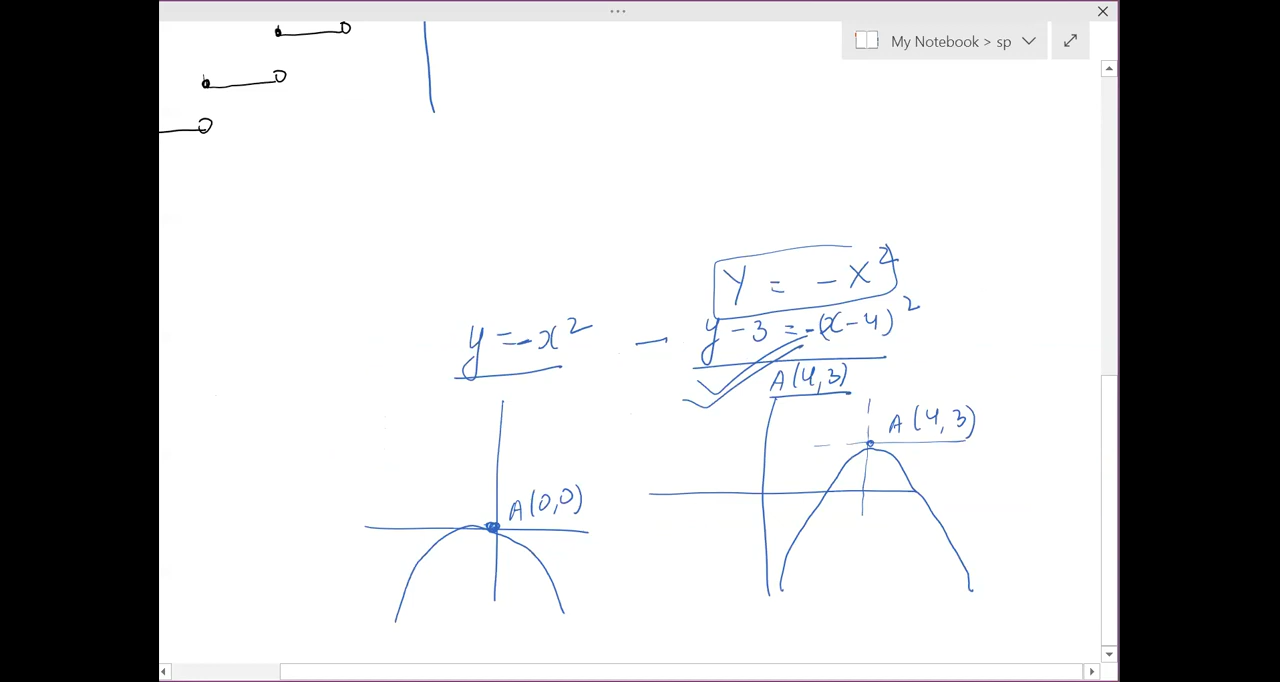 My Notebook > sp
Y = -X²
y = -x² — y - 3 = -(x - 4)²
A(4,3)
A(4,3)
A(0,0)